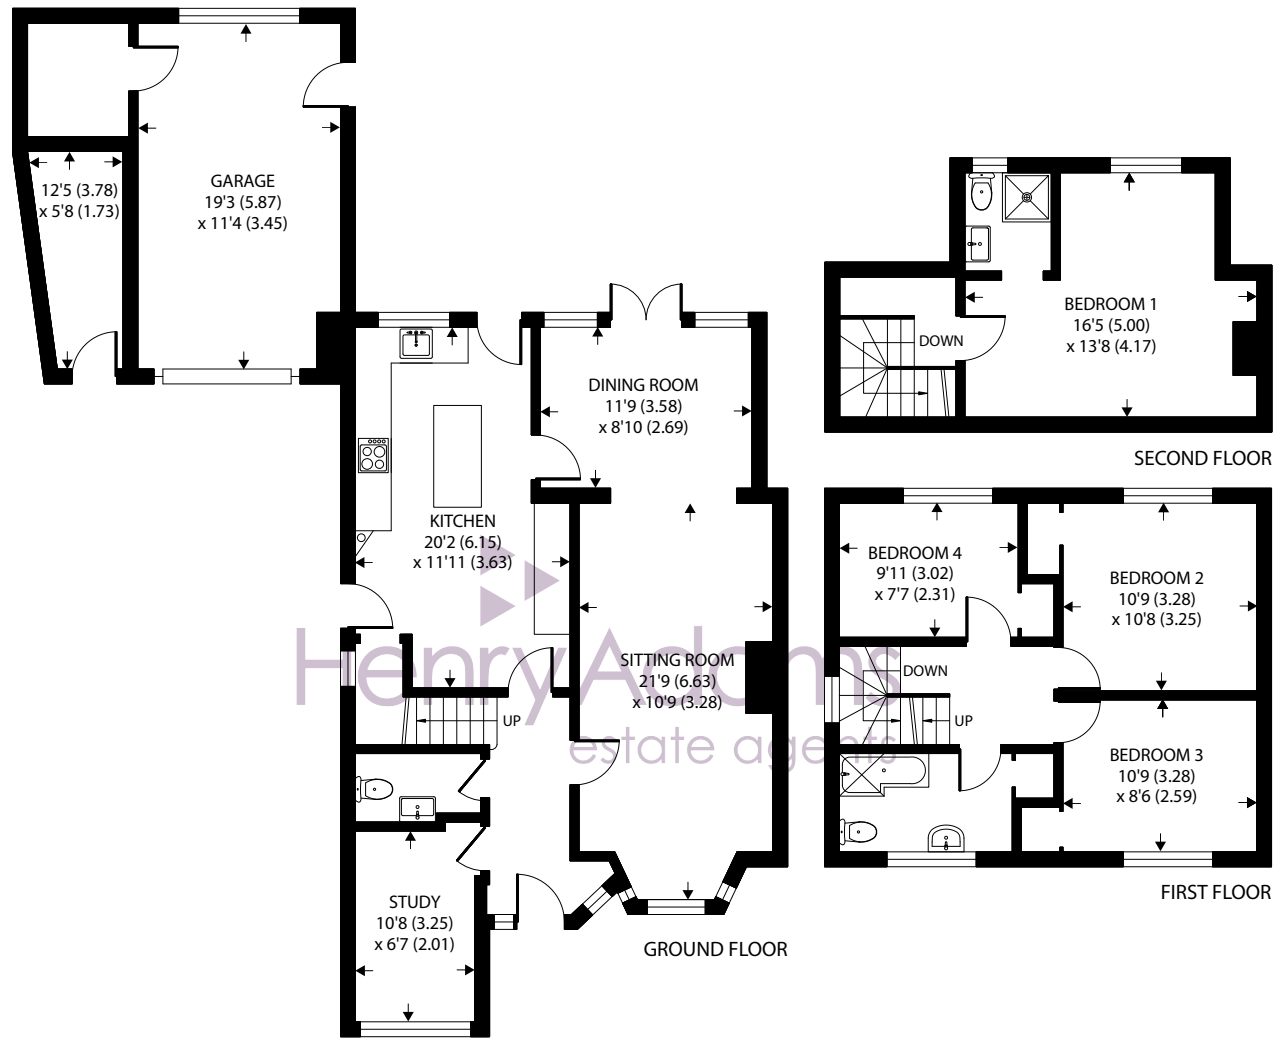 GARAGE
19'3 (5.87)
x 11'4 (3.45)
12'5 (3.78)
x 5'8 (1.73)
DINING ROOM
11'9 (3.58)
x 8'10 (2.69)
KITCHEN
20'2 (6.15)
x 11'11 (3.63)
SITTING ROOM
21'9 (6.63)
x 10'9 (3.28)
UP
STUDY
10'8 (3.25)
x 6'7 (2.01)
GROUND FLOOR
Henry Adams
estate agents
BEDROOM 1
16'5 (5.00)
x 13'8 (4.17)
DOWN
SECOND FLOOR
BEDROOM 4
9'11 (3.02)
x 7'7 (2.31)
BEDROOM 2
10'9 (3.28)
x 10'8 (3.25)
DOWN
UP
BEDROOM 3
10'9 (3.28)
x 8'6 (2.59)
FIRST FLOOR